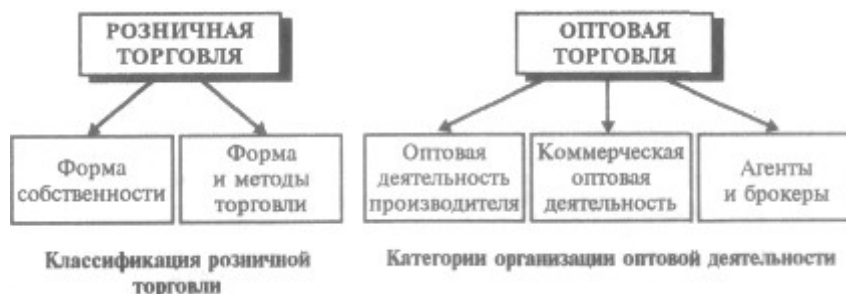 РОЗНИЧНАЯ
ТОРГОВЛЯ
Форма
собственности
Форма
и методы
торговли
Классификация розничной
торговли
ОПТОВАЯ
ТОРГОВЛЯ
Оптовая
деятельность
производителя
Коммерческая
оптовая
деятельность
Агенты
и брокеры
Категории организации оптовой деятельности